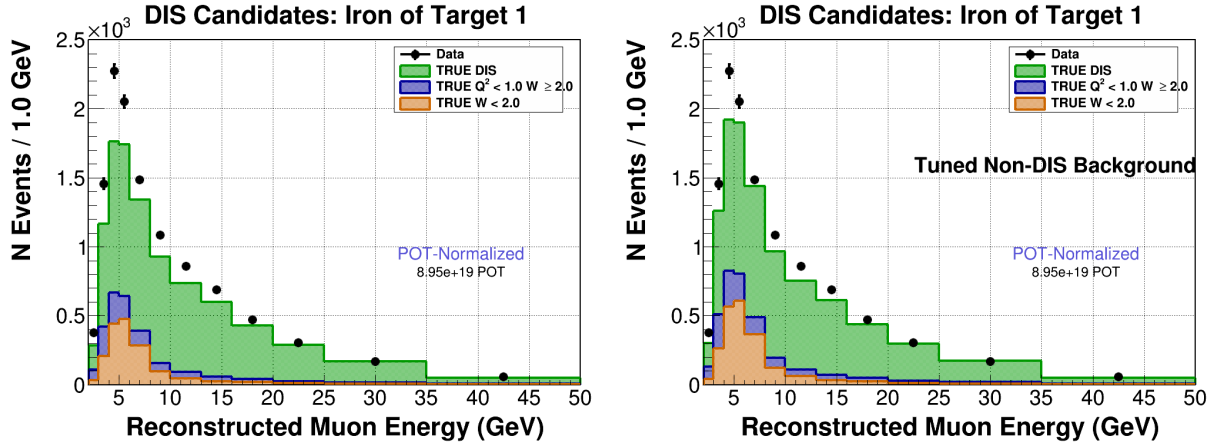 DIS Candidates: Iron of Target 1
×10³
2.5
2
1.5
1
0.5
0
N Events / 1.0 GeV
Data
TRUE DIS
TRUE Q² < 1.0 W ≥ 2.0
TRUE W < 2.0
POT-Normalized
8.95e+19 POT
5 10 15 20 25 30 35 40 45 50
Reconstructed Muon Energy (GeV)
DIS Candidates: Iron of Target 1
×10³
2.5
2
1.5
1
0.5
0
N Events / 1.0 GeV
Data
TRUE DIS
TRUE Q² < 1.0 W ≥ 2.0
TRUE W < 2.0
Tuned Non-DIS Background
POT-Normalized
8.95e+19 POT
5 10 15 20 25 30 35 40 45 50
Reconstructed Muon Energy (GeV)